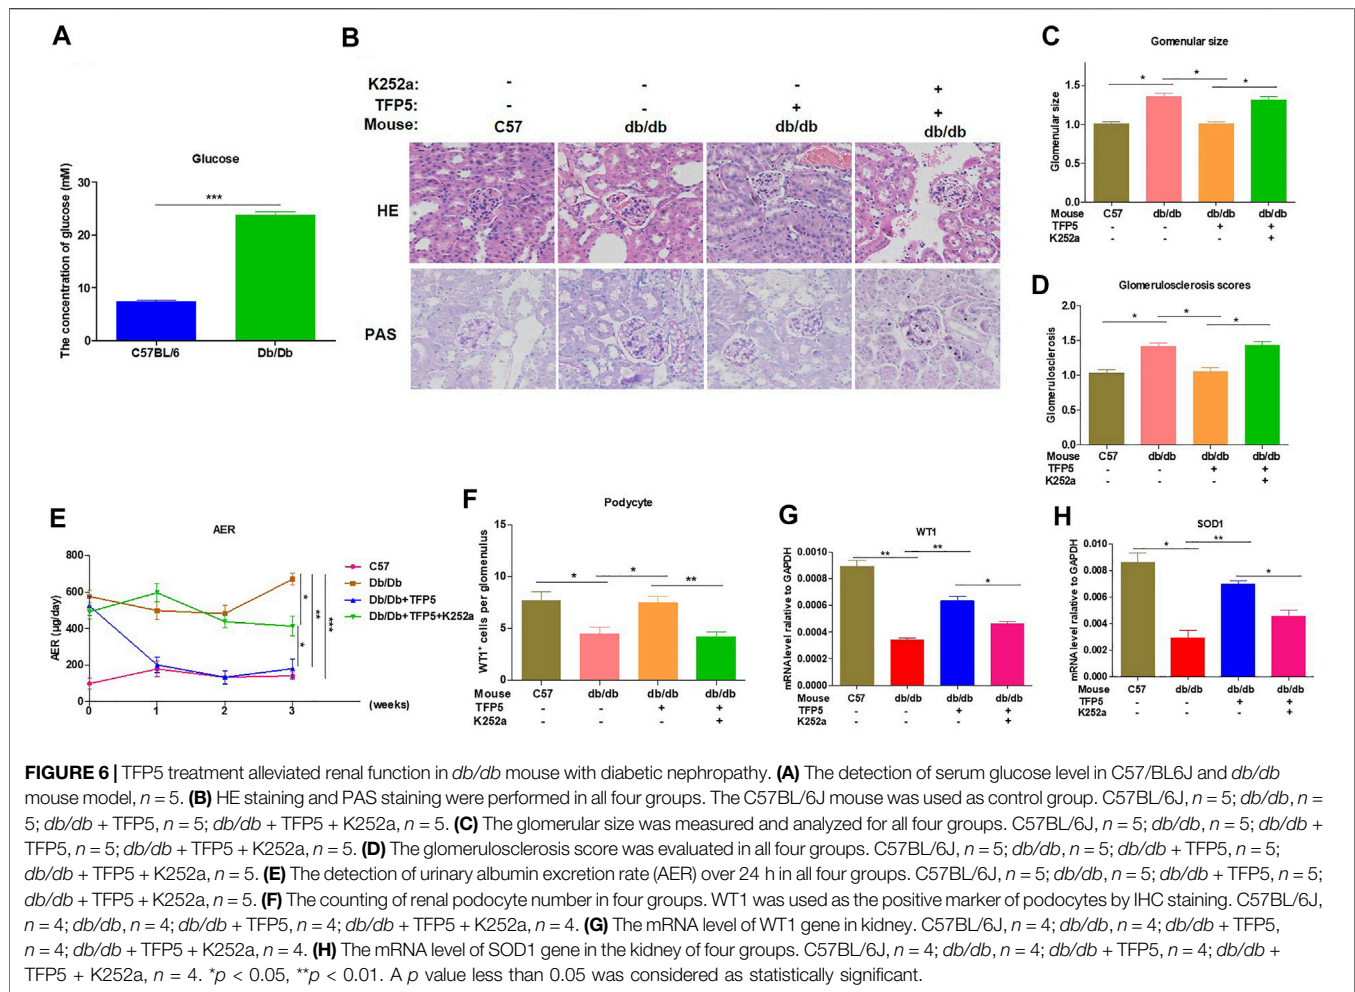 A
Glucose
The concentration of glucose (mM)
30
20
10
0
***
C57BL/6 Db/Db
B
K252a: - - - +
TFP5: - - + +
Mouse: C57 db/db db/db db/db
HE
PAS
C
Gomenular size
Glomenular size
1.5
1.0
0.5
0.0
* * *
Mouse C57 db/db db/db db/db
TFP5 - - + +
K252a - - - +
D
Glomerulosclerosis scores
Glomerulosclerosis
2.0
1.5
1.0
0.5
0.0
* * *
Mouse C57 db/db db/db db/db
TFP5 - - + +
K252a - - - +
E
AER
AER (µg/day)
800
600
400
200
0
0 1 2 3 (weeks)
C57
Db/Db
Db/Db+TFP5
Db/Db+TFP5+K252a
* * ** ***
F
Podycyte
WT1+ cells per glomemulus
15
10
5
0
* * **
Mouse C57 db/db db/db db/db
TFP5 - - + +
K252a - - - +
G
WT1
mRNA level relative to GAPDH
0.0010
0.0008
0.0006
0.0004
0.0002
0.0000
** ** *
Mouse C57 db/db db/db db/db
TFP5 - - + +
K252a - - - +
H
SOD1
mRNA level ralative to GAPDH
0.010
0.008
0.006
0.004
0.002
0.000
* ** *
Mouse C57 db/db db/db db/db
TFP5 - - + +
K252a - - - +
FIGURE 6 | TFP5 treatment alleviated renal function in db/db mouse with diabetic nephropathy. (A) The detection of serum glucose level in C57/BL6J and db/db
mouse model, n = 5. (B) HE staining and PAS staining were performed in all four groups. The C57BL/6J mouse was used as control group. C57BL/6J, n = 5; db/db, n =
5; db/db + TFP5, n = 5; db/db + TFP5 + K252a, n = 5. (C) The glomerular size was measured and analyzed for all four groups. C57BL/6J, n = 5; db/db, n = 5; db/db +
TFP5, n = 5; db/db + TFP5 + K252a, n = 5. (D) The glomerulosclerosis score was evaluated in all four groups. C57BL/6J, n = 5; db/db, n = 5; db/db + TFP5, n = 5;
db/db + TFP5 + K252a, n = 5. (E) The detection of urinary albumin excretion rate (AER) over 24 h in all four groups. C57BL/6J, n = 5; db/db, n = 5; db/db + TFP5, n = 5;
db/db + TFP5 + K252a, n = 5. (F) The counting of renal podocyte number in four groups. WT1 was used as the positive marker of podocytes by IHC staining. C57BL/6J,
n = 4; db/db, n = 4; db/db + TFP5, n = 4; db/db + TFP5 + K252a, n = 4. (G) The mRNA level of WT1 gene in kidney. C57BL/6J, n = 4; db/db, n = 4; db/db + TFP5,
n = 4; db/db + TFP5 + K252a, n = 4. (H) The mRNA level of SOD1 gene in the kidney of four groups. C57BL/6J, n = 4; db/db, n = 4; db/db + TFP5, n = 4; db/db +
TFP5 + K252a, n = 4. *p < 0.05, **p < 0.01. A p value less than 0.05 was considered as statistically significant.